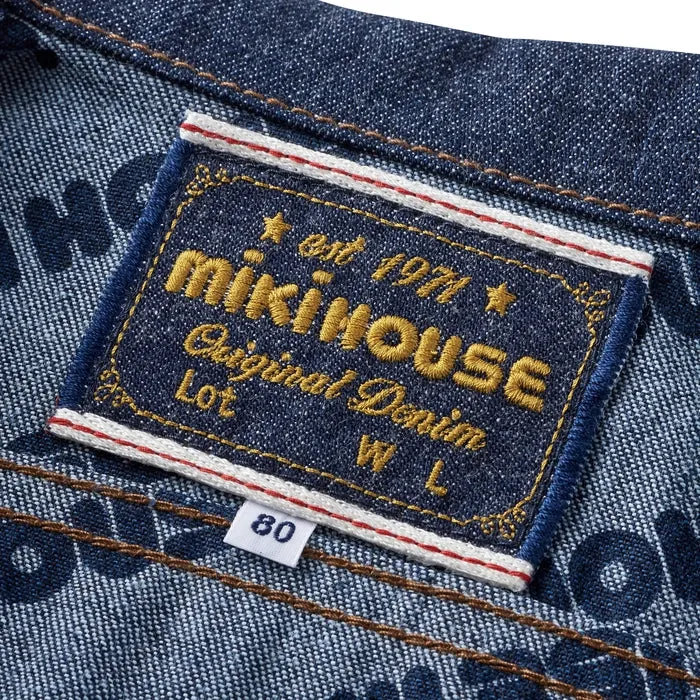 est 1971
mikiHOUSE
Original Denim
Lot
W L
80